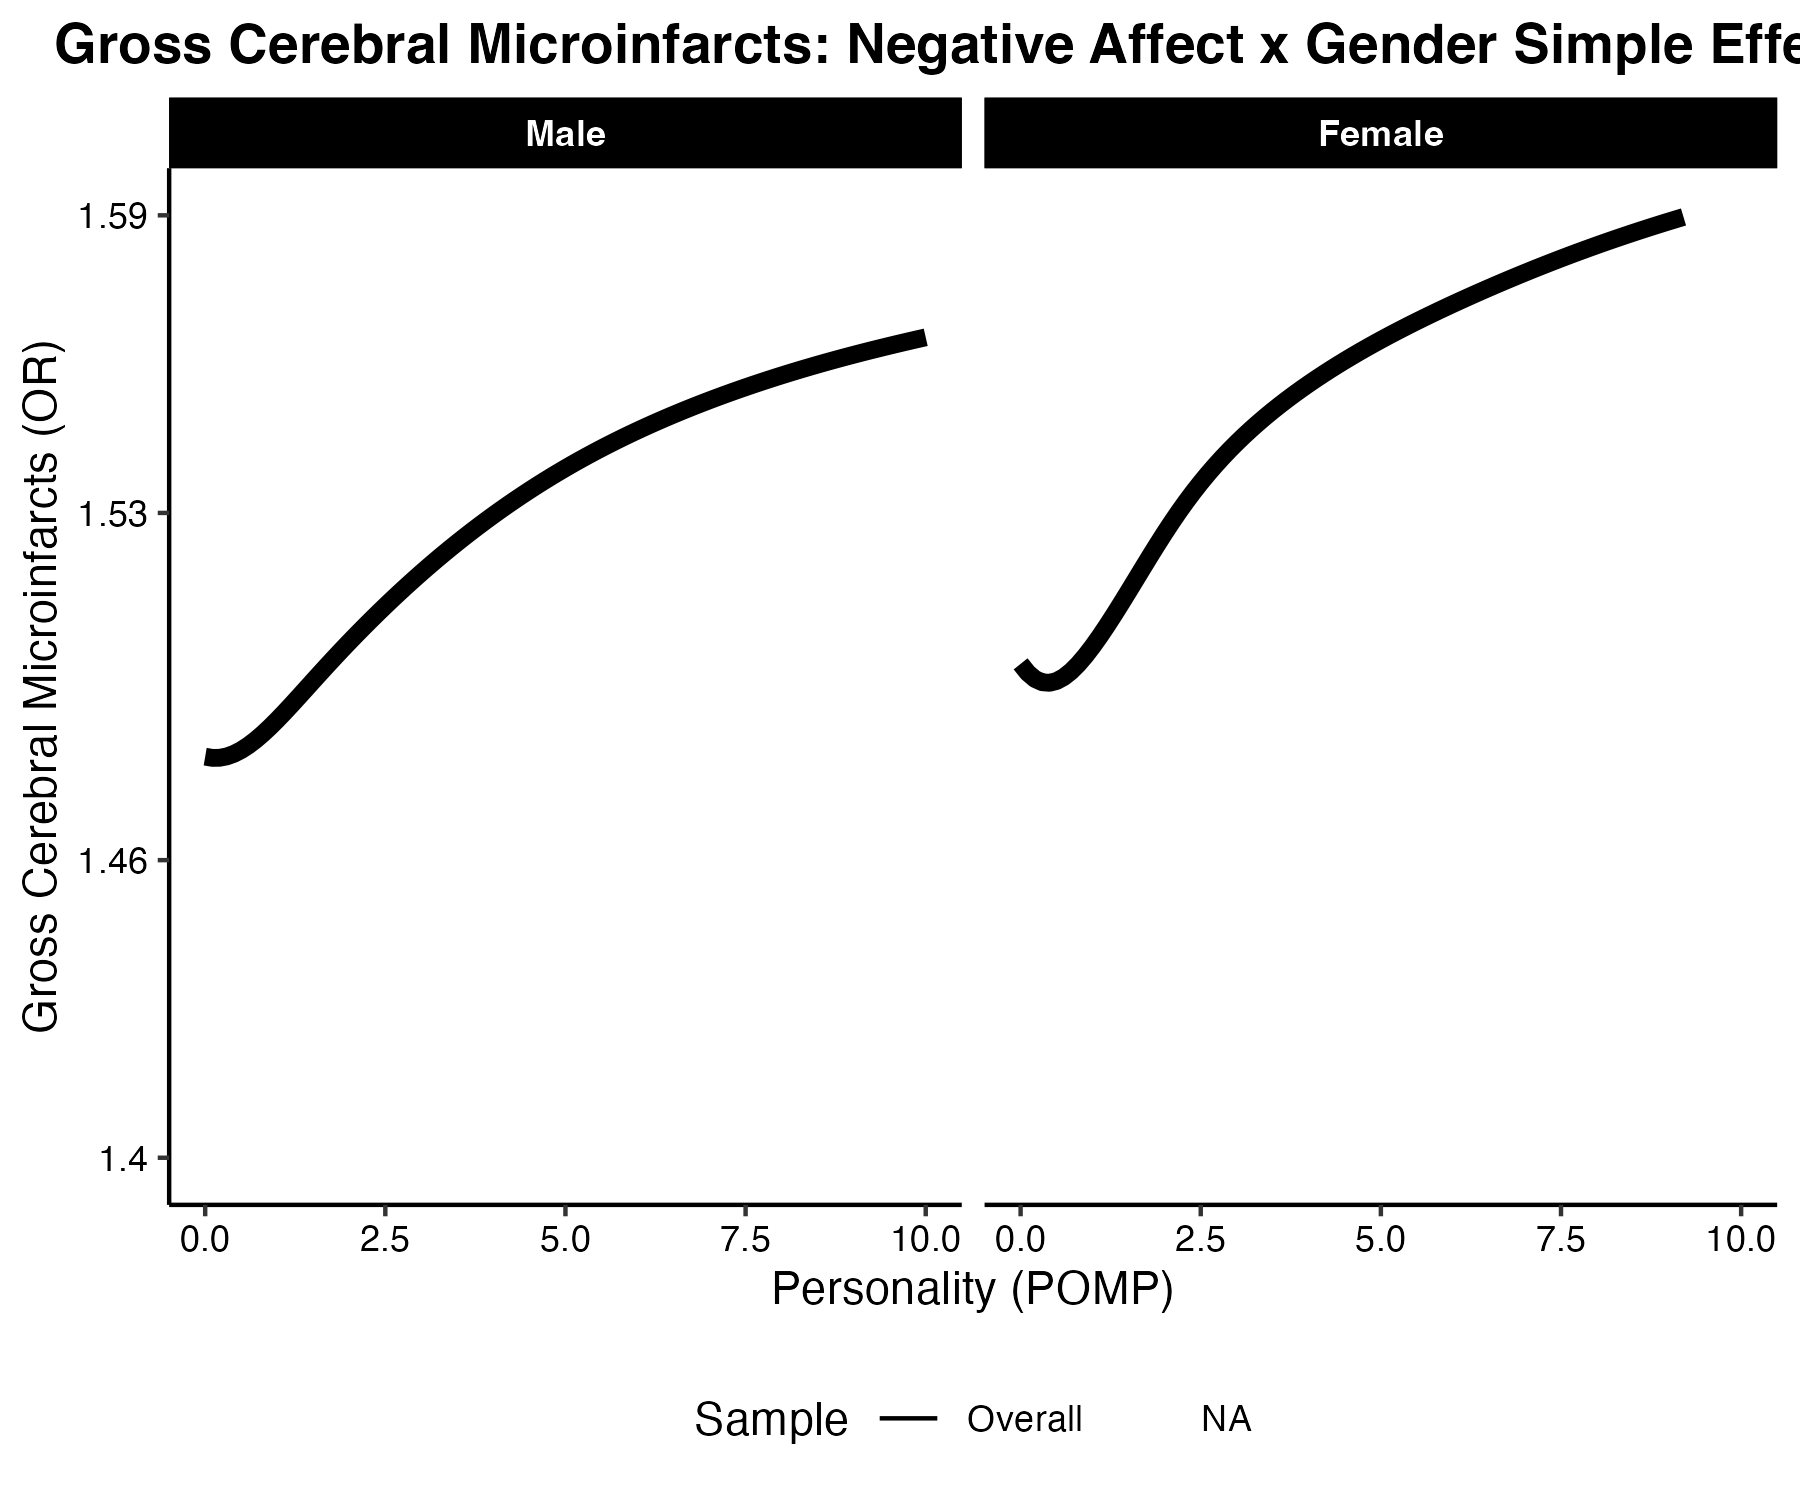 Gross Cerebral Microinfarcts: Negative Affect x Gender Simple Effe
Male
Female
Gross Cerebral Microinfarcts (OR)
1.59
1.53
1.46
1.4
0.0 2.5 5.0 7.5 10.0
0.0 2.5 5.0 7.5 10.0
Personality (POMP)
Sample Overall NA